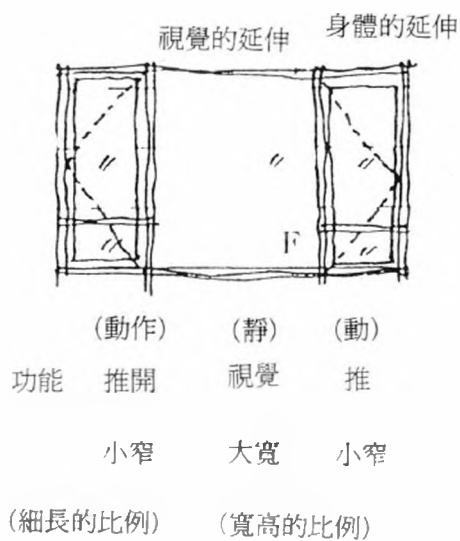 視覺的延伸 身體的延伸
F
(動作) (靜) (動)
功能 推開 視覺 推
小窄 大寬 小窄
(細長的比例) (寬高的比例)